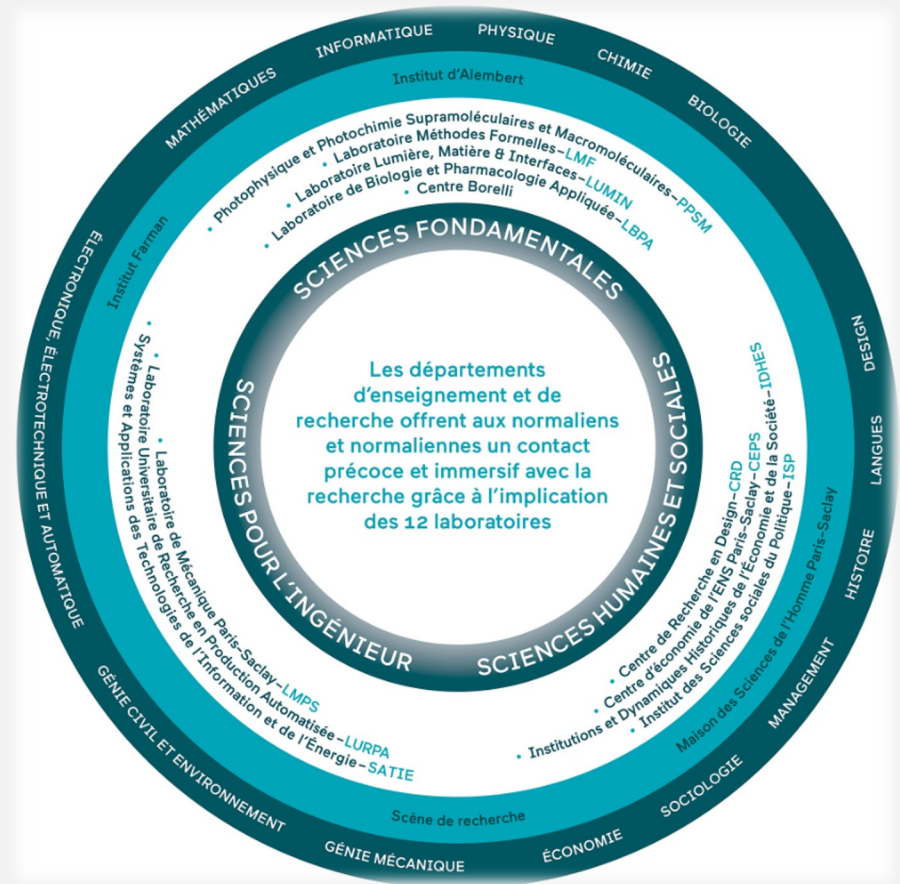 MATHÉMATIQUES
INFORMATIQUE
PHYSIQUE
CHIMIE
BIOLOGIE
DESIGN
LANGUES
HISTOIRE
MANAGEMENT
SOCIOLOGIE
ÉCONOMIE
GÉNIE MÉCANIQUE
GÉNIE CIVIL ET ENVIRONNEMENT
ÉLECTRONIQUE, ÉLECTROTECHNIQUE ET AUTOMATIQUE
Institut d'Alembert
Maison des Sciences de l'Homme Paris-Saclay
Scène de recherche
Institut Farman
• Photophysique et Photochimie Supramoléculaires et Macromoléculaires–PPSM
• Laboratoire Méthodes Formelles–LMF
• Laboratoire Lumière, Matière & Interfaces–LUMIN
• Laboratoire de Biologie et Pharmacologie Appliquée–LBPA
• Centre Borelli
• Centre de Recherche en Design–CRD
• Centre d'économie de l'ENS Paris-Saclay–CEPS
• Institutions et Dynamiques Historiques de l'Économie et de la Société–IDHES
• Institut des Sciences sociales du Politique–ISP
• Laboratoire de Mécanique Paris-Saclay–LMPS
• Laboratoire Universitaire de Recherche en Production Automatisée–LURPA
• Systèmes et Applications des Technologies de l'Information et de l'Énergie–SATIE
SCIENCES FONDAMENTALES
SCIENCES HUMAINES ET SOCIALES
SCIENCES POUR L'INGÉNIEUR
Les départements
d'enseignement et de
recherche offrent aux normaliens
et normaliennes un contact
précoce et immersif avec la
recherche grâce à l'implication
des 12 laboratoires